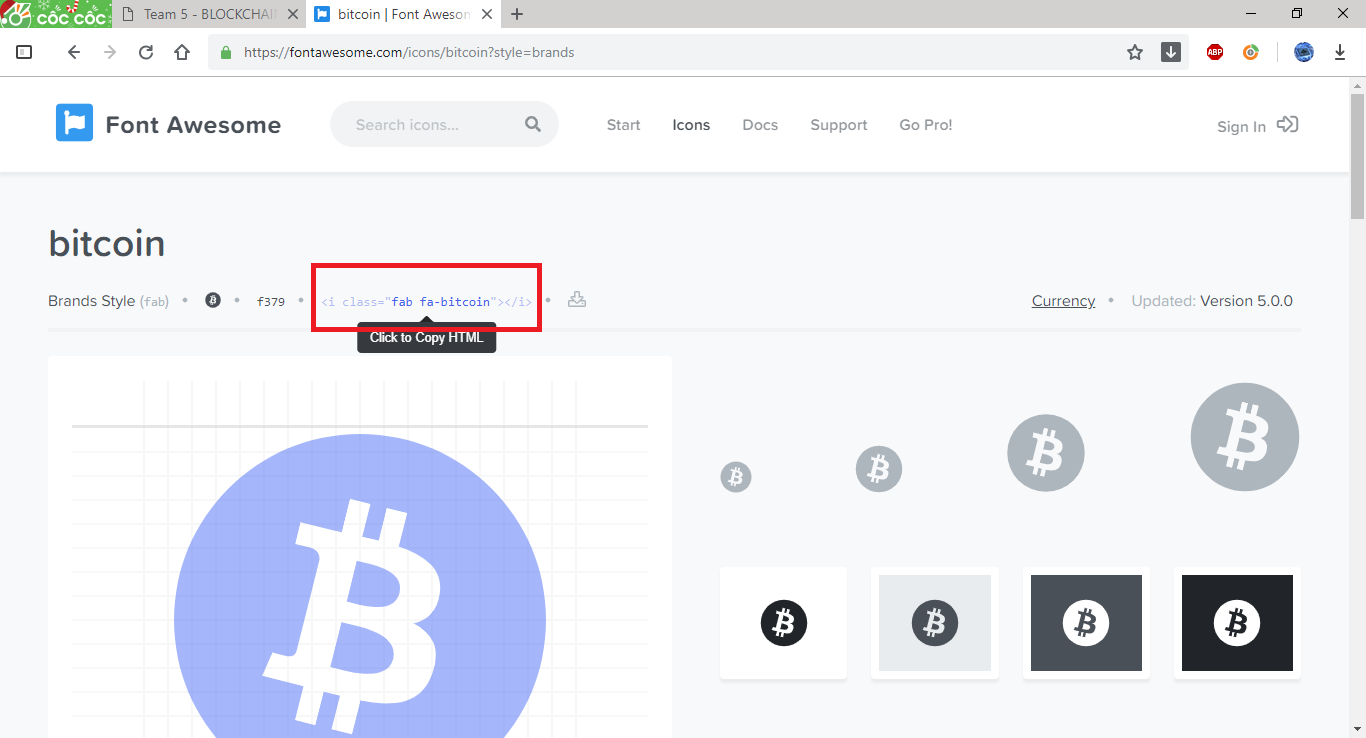 CỐC CỐC
Team 5 - BLOCKCHAI
bitcoin | Font Awesom
https://fontawesome.com/icons/bitcoin?style=brands
ABP
Font Awesome
Search icons...
Start
Icons
Docs
Support
Go Pro!
Sign In
bitcoin
Brands Style (fab)
f379
<i class="fab fa-bitcoin"></i>
Currency
Updated: Version 5.0.0
Click to Copy HTML